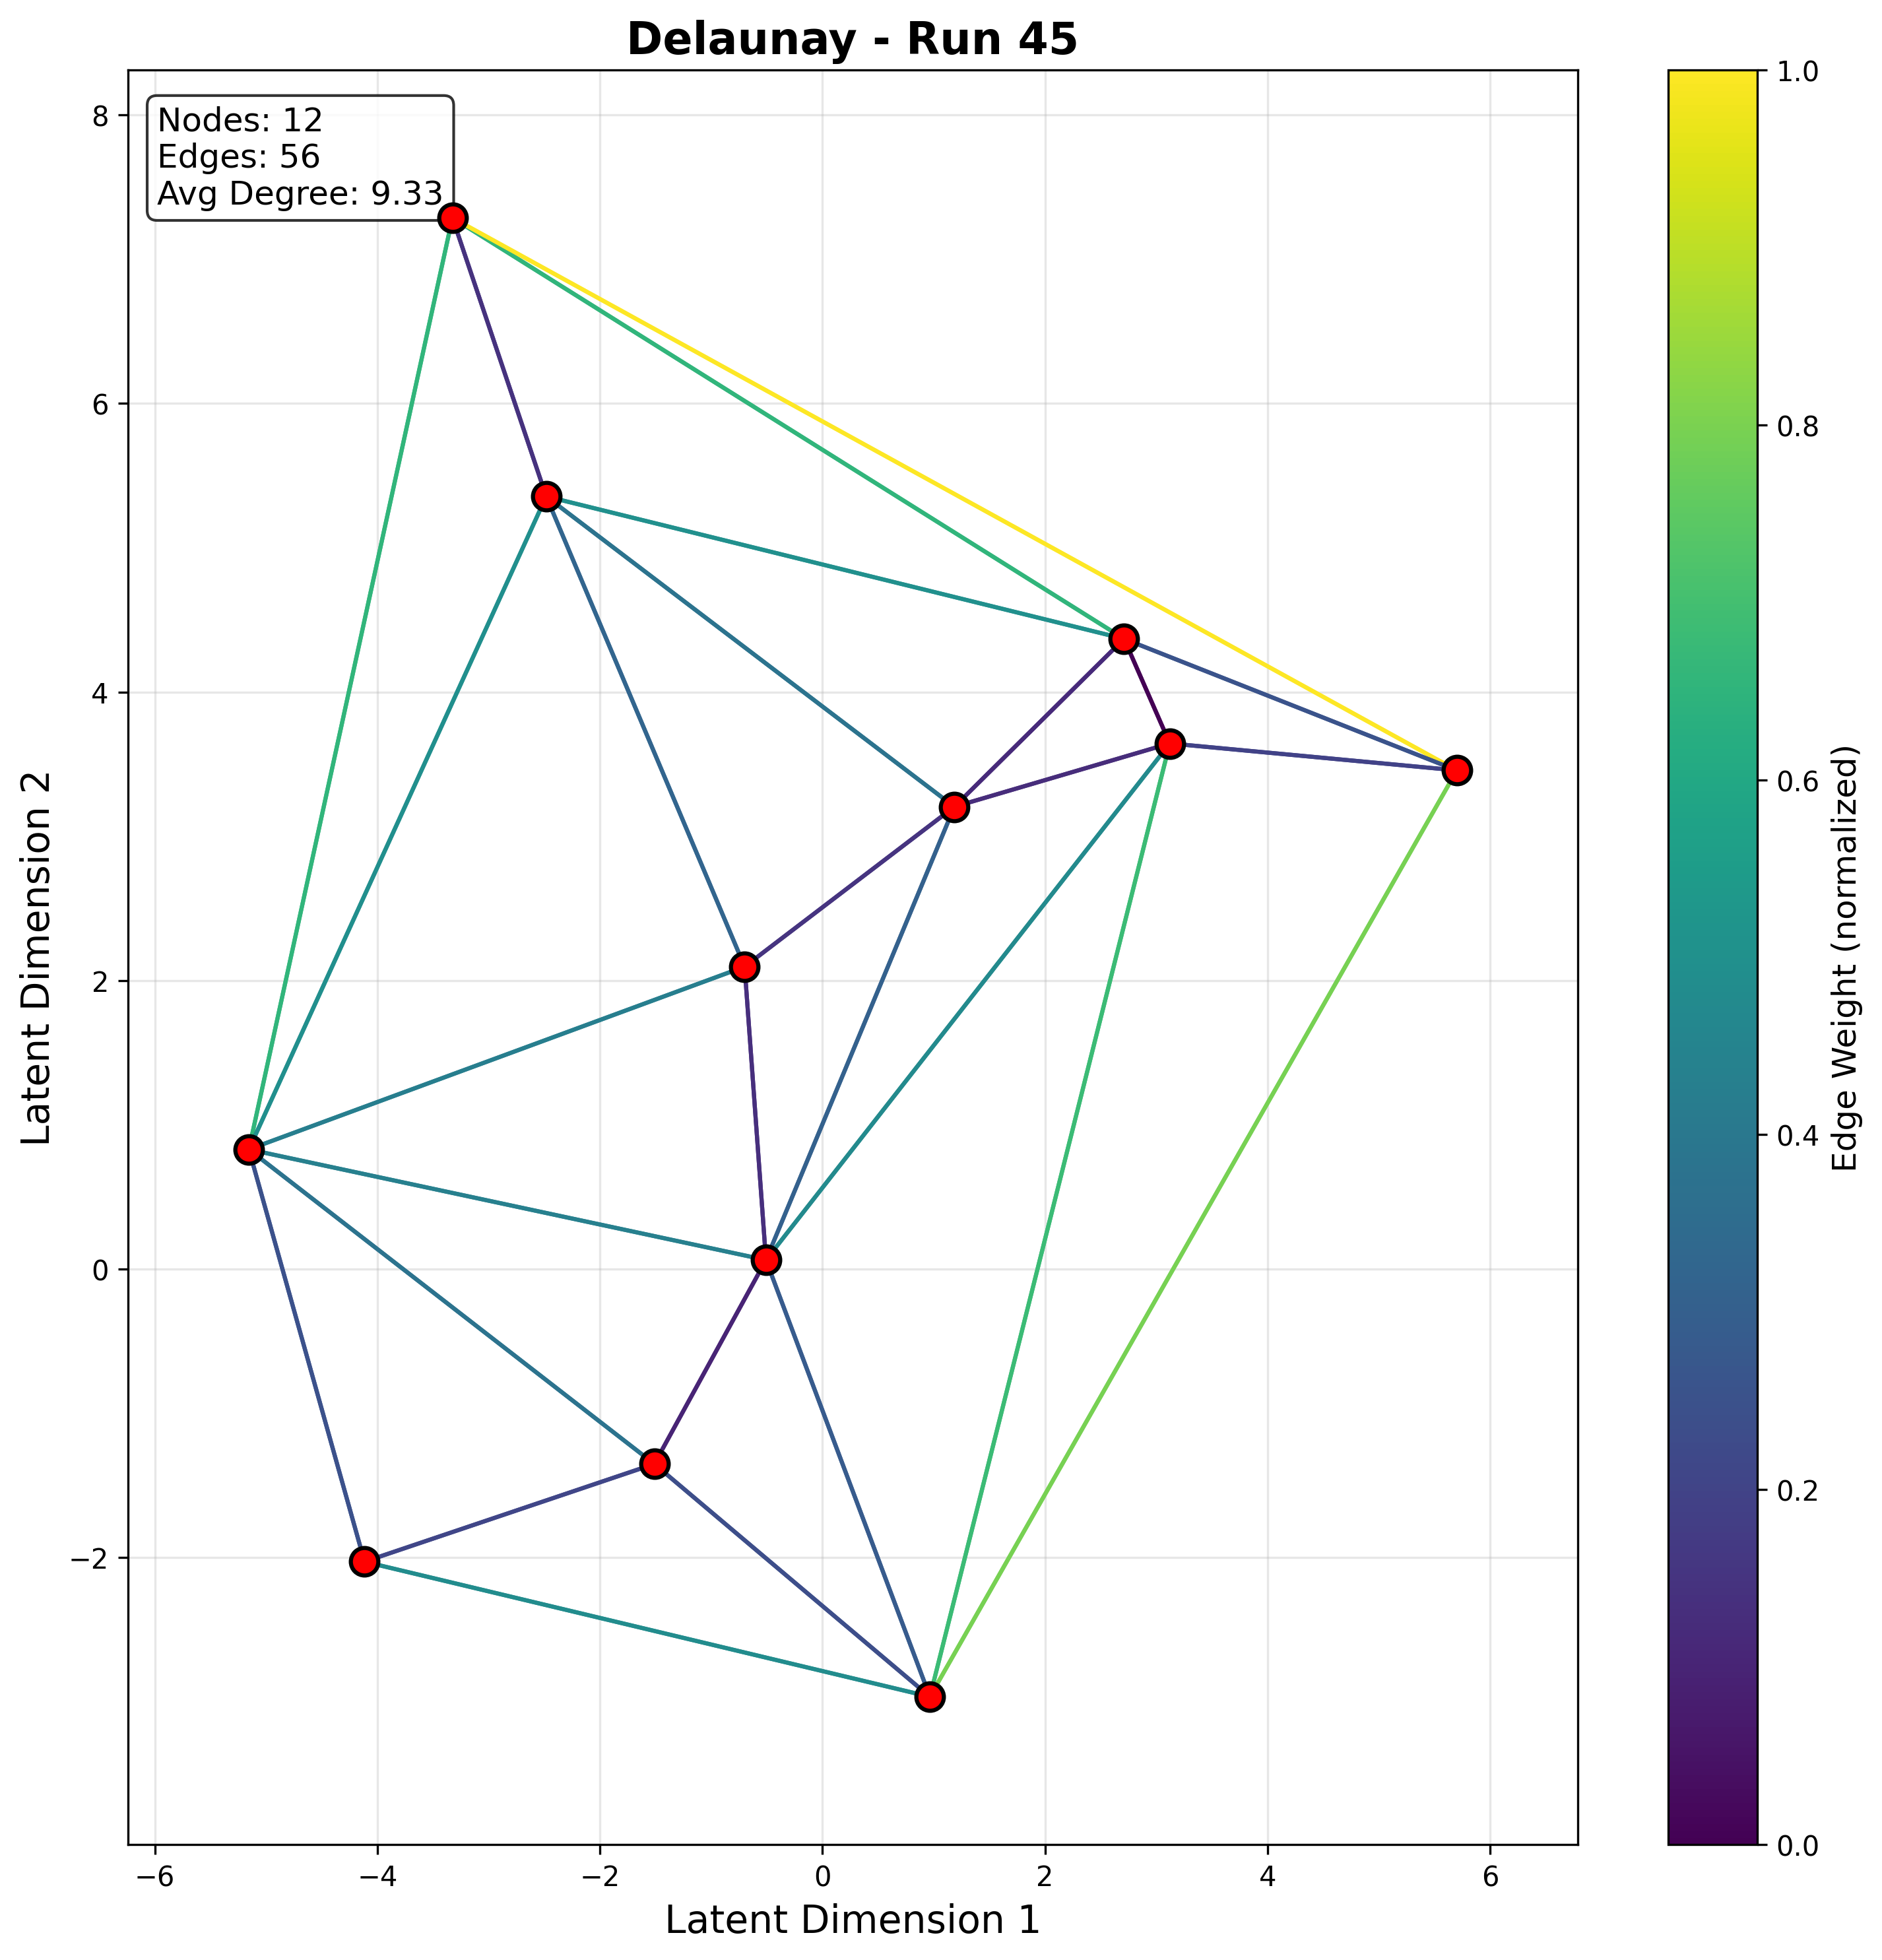 Delaunay - Run 45
Nodes: 12
Edges: 56
Avg Degree: 9.33
8
6
4
2
0
−2
Latent Dimension 2
−6
−4
−2
0
2
4
6
Latent Dimension 1
1.0
0.8
0.6
0.4
0.2
0.0
Edge Weight (normalized)